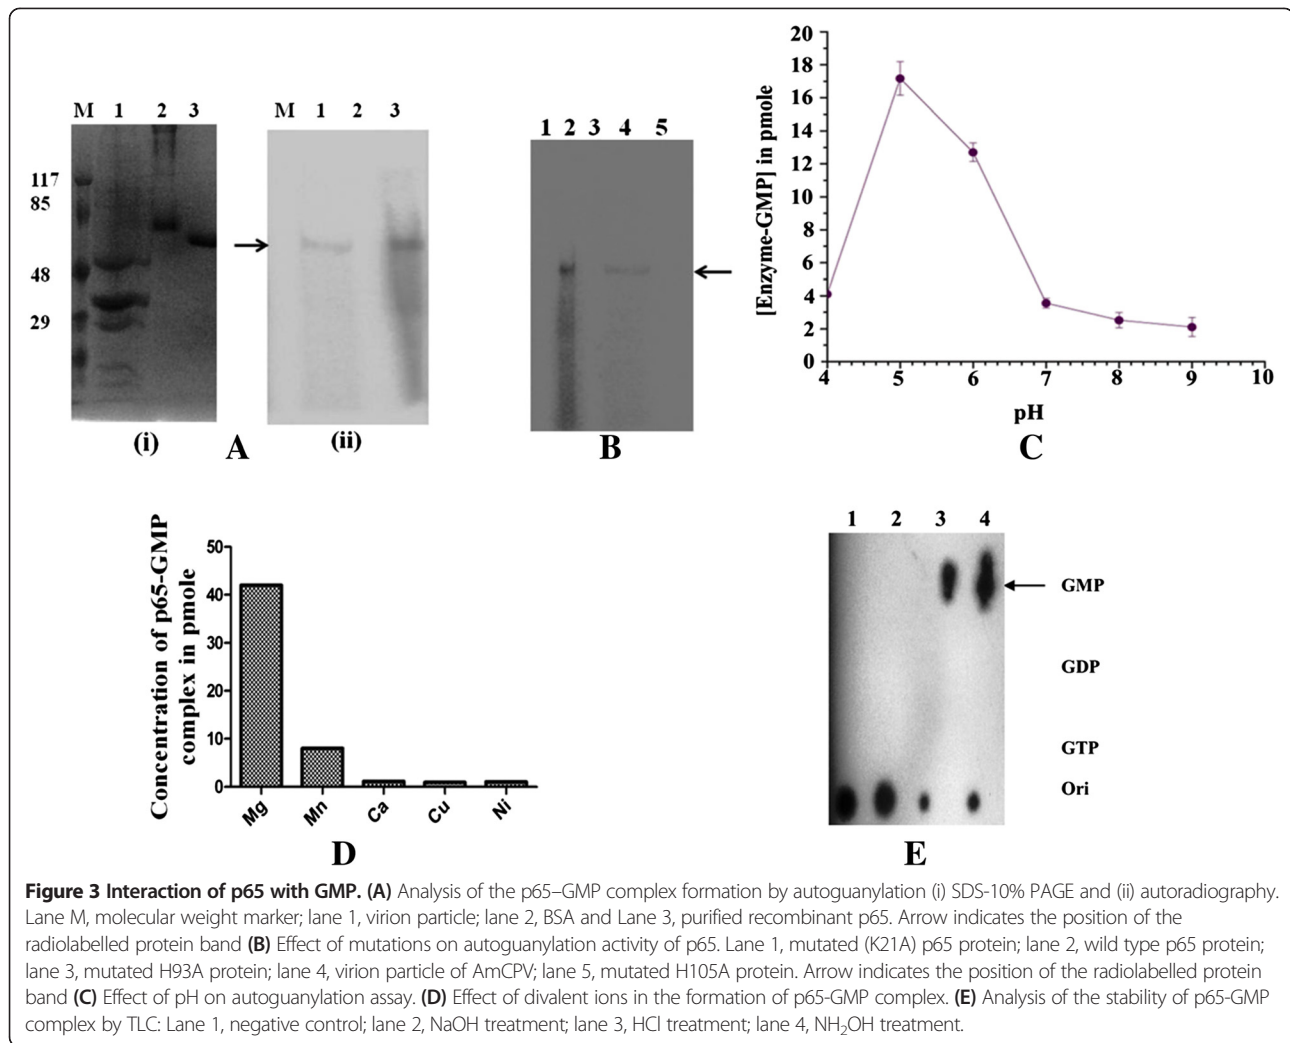 M 1 2 3
117
85
48
29
(i)
M 1 2 3
(ii)
A
1 2 3 4 5
B
[Enzyme-GMP] in pmole
20
18
16
14
12
10
8
6
4
2
0
4 5 6 7 8 9 10
pH
C
Concentration of p65-GMP
complex in pmole
50
40
30
20
10
0
Mg Mn Ca Cu Ni
D
1 2 3 4
GMP
GDP
GTP
Ori
E
Figure 3 Interaction of p65 with GMP. (A) Analysis of the p65–GMP complex formation by autoguanylation (i) SDS-10% PAGE and (ii) autoradiography.
Lane M, molecular weight marker; lane 1, virion particle; lane 2, BSA and Lane 3, purified recombinant p65. Arrow indicates the position of the
radiolabelled protein band (B) Effect of mutations on autoguanylation activity of p65. Lane 1, mutated (K21A) p65 protein; lane 2, wild type p65 protein;
lane 3, mutated H93A protein; lane 4, virion particle of AmCPV; lane 5, mutated H105A protein. Arrow indicates the position of the radiolabelled protein
band (C) Effect of pH on autoguanylation assay. (D) Effect of divalent ions in the formation of p65-GMP complex. (E) Analysis of the stability of p65-GMP
complex by TLC: Lane 1, negative control; lane 2, NaOH treatment; lane 3, HCl treatment; lane 4, NH₂OH treatment.